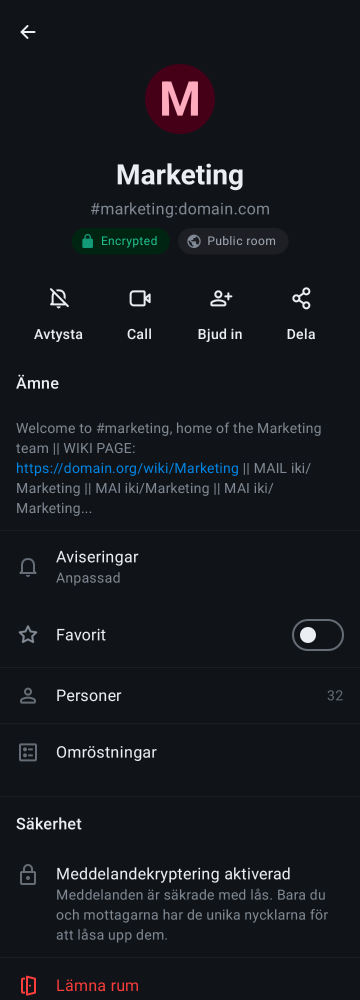 M
Marketing
#marketing:domain.com
Encrypted
Public room
Avtysta
Call
Bjud in
Dela
Ämne
Welcome to #marketing, home of the Marketing
team || WIKI PAGE:
https://domain.org/wiki/Marketing || MAIL iki/
Marketing || MAI iki/Marketing || MAI iki/
Marketing...
Aviseringar
Anpassad
Favorit
Personer
32
Omröstningar
Säkerhet
Meddelandekryptering aktiverad
Meddelanden är säkrade med lås. Bara du
och mottagarna har de unika nycklarna för
att låsa upp dem.
Lämna rum